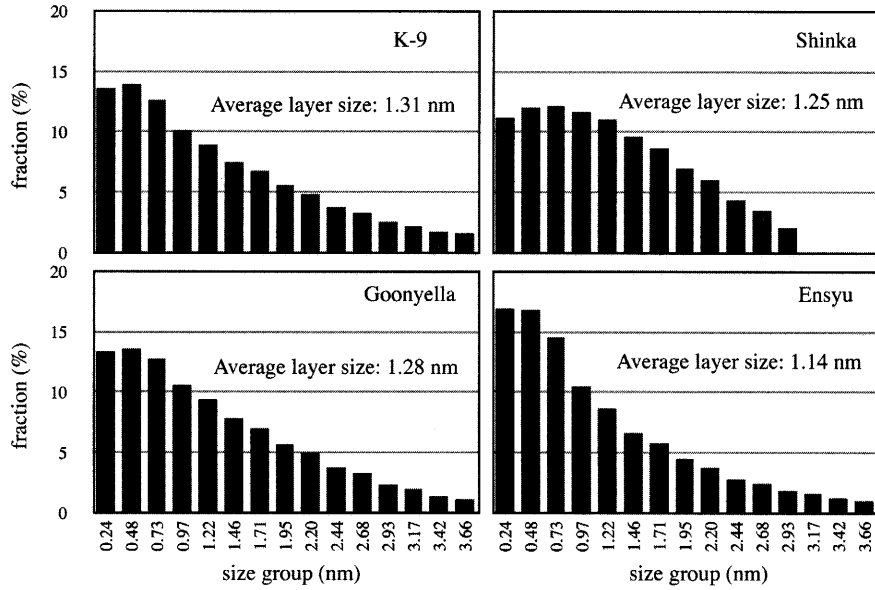 20
K-9
Shinka
15
Average layer size: 1.31 nm
Average layer size: 1.25 nm
10
fraction (%)
5
0
20
Goonyella
Ensyu
15
Average layer size: 1.28 nm
Average layer size: 1.14 nm
10
fraction (%)
5
0
0.24 0.48 0.73 0.97 1.22 1.46 1.71 1.95 2.20 2.44 2.68 2.93 3.17 3.42 3.66
0.24 0.48 0.73 0.97 1.22 1.46 1.71 1.95 2.20 2.44 2.68 2.93 3.17 3.42 3.66
size group (nm)
size group (nm)